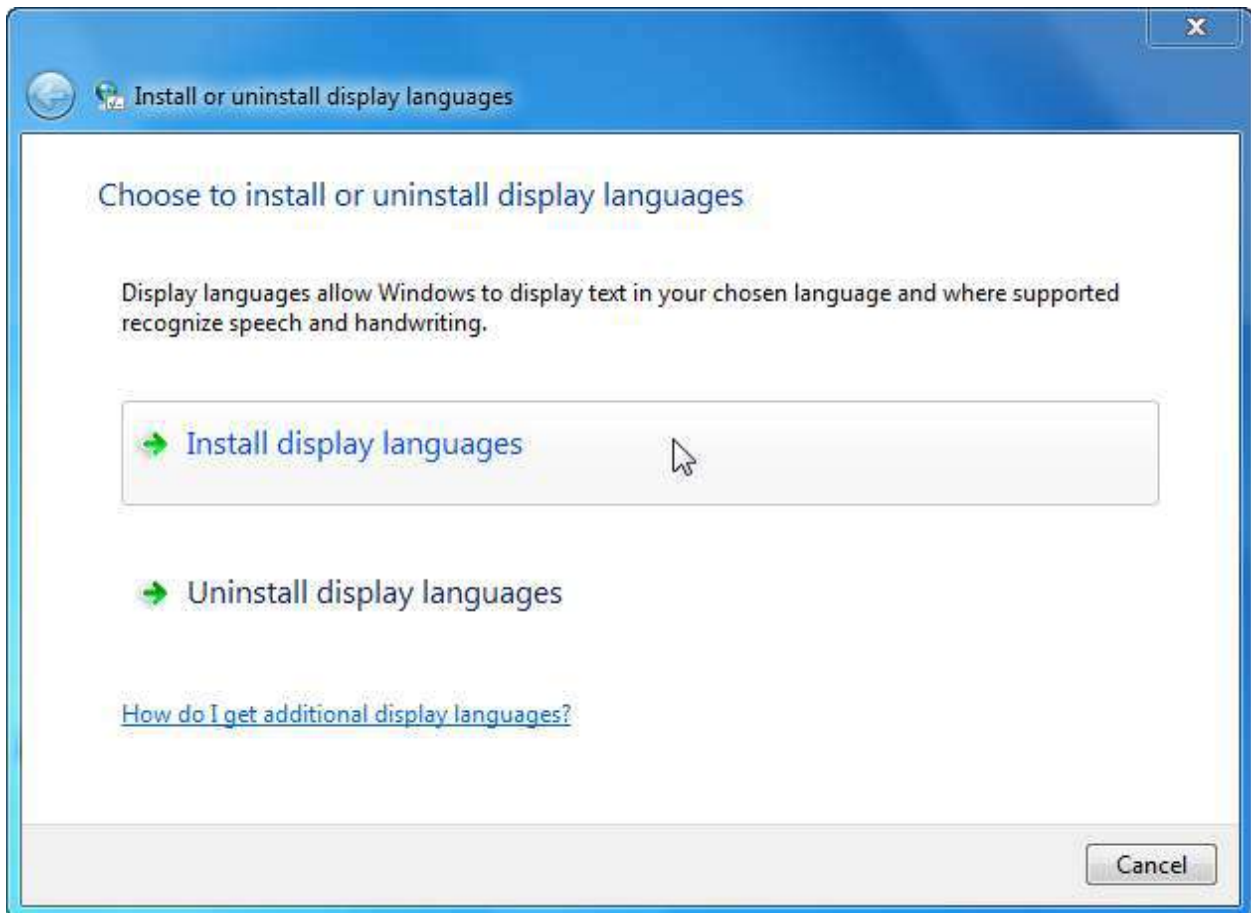 Install or uninstall display languages
Choose to install or uninstall display languages
Display languages allow Windows to display text in your chosen language and where supported
recognize speech and handwriting.
Install display languages
Uninstall display languages
How do I get additional display languages?
Cancel